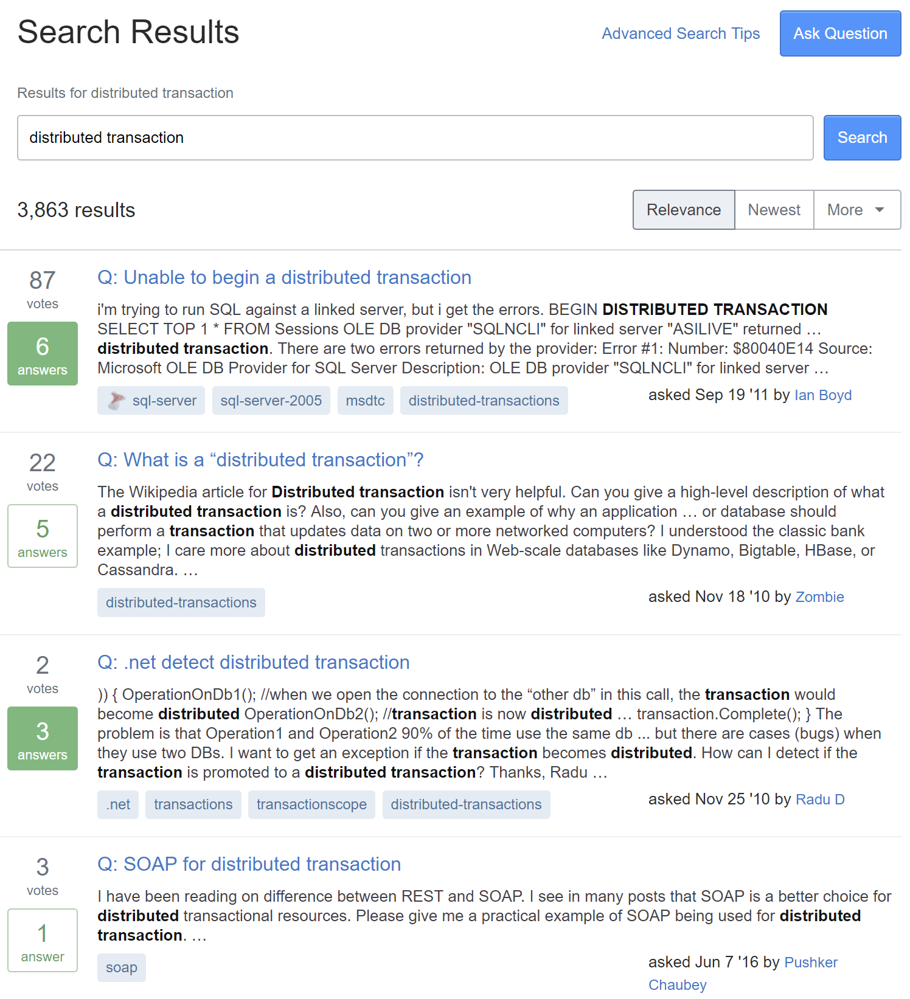 Search Results
Advanced Search Tips
Ask Question
Results for distributed transaction
distributed transaction
Search
3,863 results
Relevance
Newest
More
87
votes
6
answers
Q: Unable to begin a distributed transaction
i'm trying to run SQL against a linked server, but i get the errors. BEGIN DISTRIBUTED TRANSACTION
SELECT TOP 1 * FROM Sessions OLE DB provider "SQLNCLI" for linked server "ASILIVE" returned …
distributed transaction. There are two errors returned by the provider: Error #1: Number: $80040E14 Source:
Microsoft OLE DB Provider for SQL Server Description: OLE DB provider "SQLNCLI" for linked server …
sql-server
sql-server-2005
msdtc
distributed-transactions
asked Sep 19 '11 by Ian Boyd
22
votes
5
answers
Q: What is a “distributed transaction”?
The Wikipedia article for Distributed transaction isn't very helpful. Can you give a high-level description of what
a distributed transaction is? Also, can you give an example of why an application … or database should
perform a transaction that updates data on two or more networked computers? I understood the classic bank
example; I care more about distributed transactions in Web-scale databases like Dynamo, Bigtable, HBase, or
Cassandra. …
distributed-transactions
asked Nov 18 '10 by Zombie
2
votes
3
answers
Q: .net detect distributed transaction
)) { OperationOnDb1(); //when we open the connection to the “other db” in this call, the transaction would
become distributed OperationOnDb2(); //transaction is now distributed … transaction.Complete(); } The
problem is that Operation1 and Operation2 90% of the time use the same db ... but there are cases (bugs) when
they use two DBs. I want to get an exception if the transaction becomes distributed. How can I detect if the
transaction is promoted to a distributed transaction? Thanks, Radu …
.net
transactions
transactionscope
distributed-transactions
asked Nov 25 '10 by Radu D
3
votes
1
answer
Q: SOAP for distributed transaction
I have been reading on difference between REST and SOAP. I see in many posts that SOAP is a better choice for
distributed transactional resources. Please give me a practical example of SOAP being used for distributed
transaction. …
soap
asked Jun 7 '16 by Pushker
Chaubey